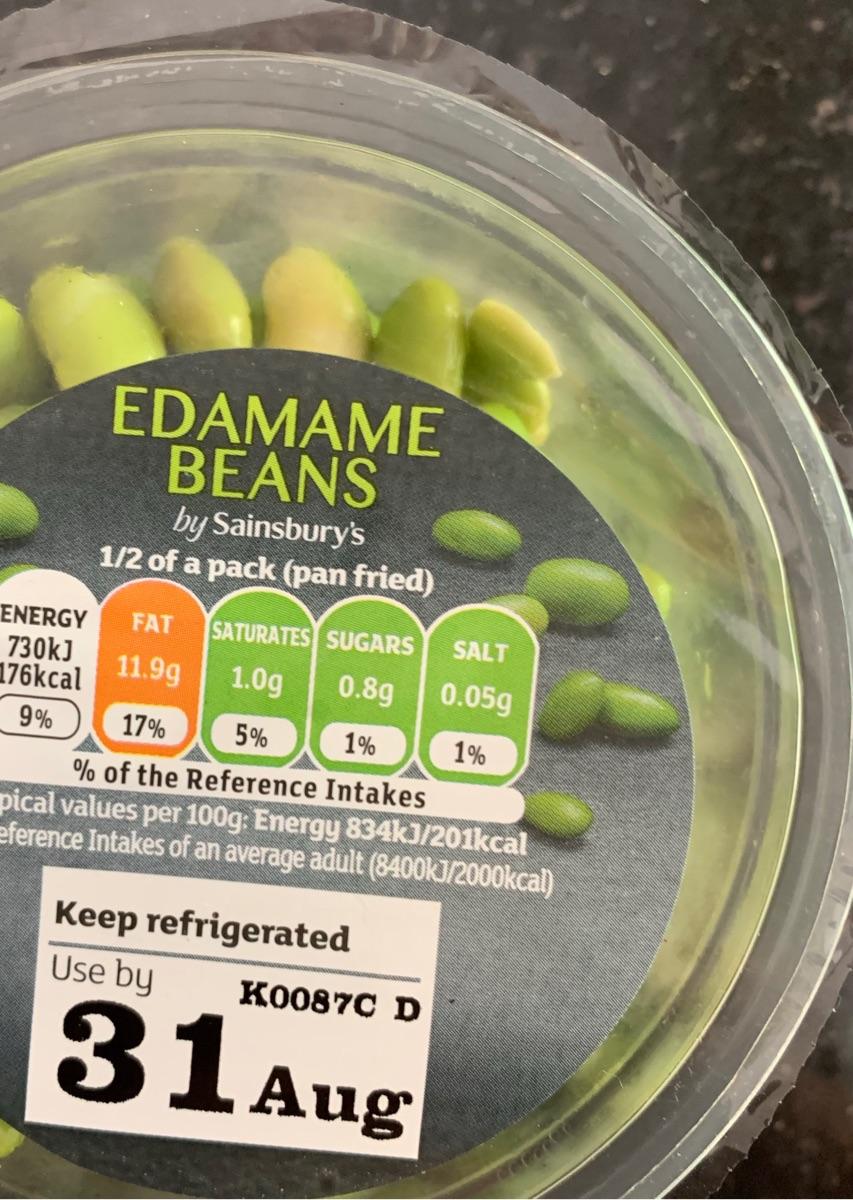 EDAMAME
BEANS
by Sainsbury's
1/2 of a pack (pan fried)
ENERGY
730kJ
176kcal
9%
FAT
11.9g
17%
SATURATES
1.0g
5%
SUGARS
0.8g
1%
SALT
0.05g
1%
% of the Reference Intakes
pical values per 100g: Energy 834kJ/201kcal
eference Intakes of an average adult (8400kJ/2000kcal)
Keep refrigerated
Use by
K0087C D
31 Aug